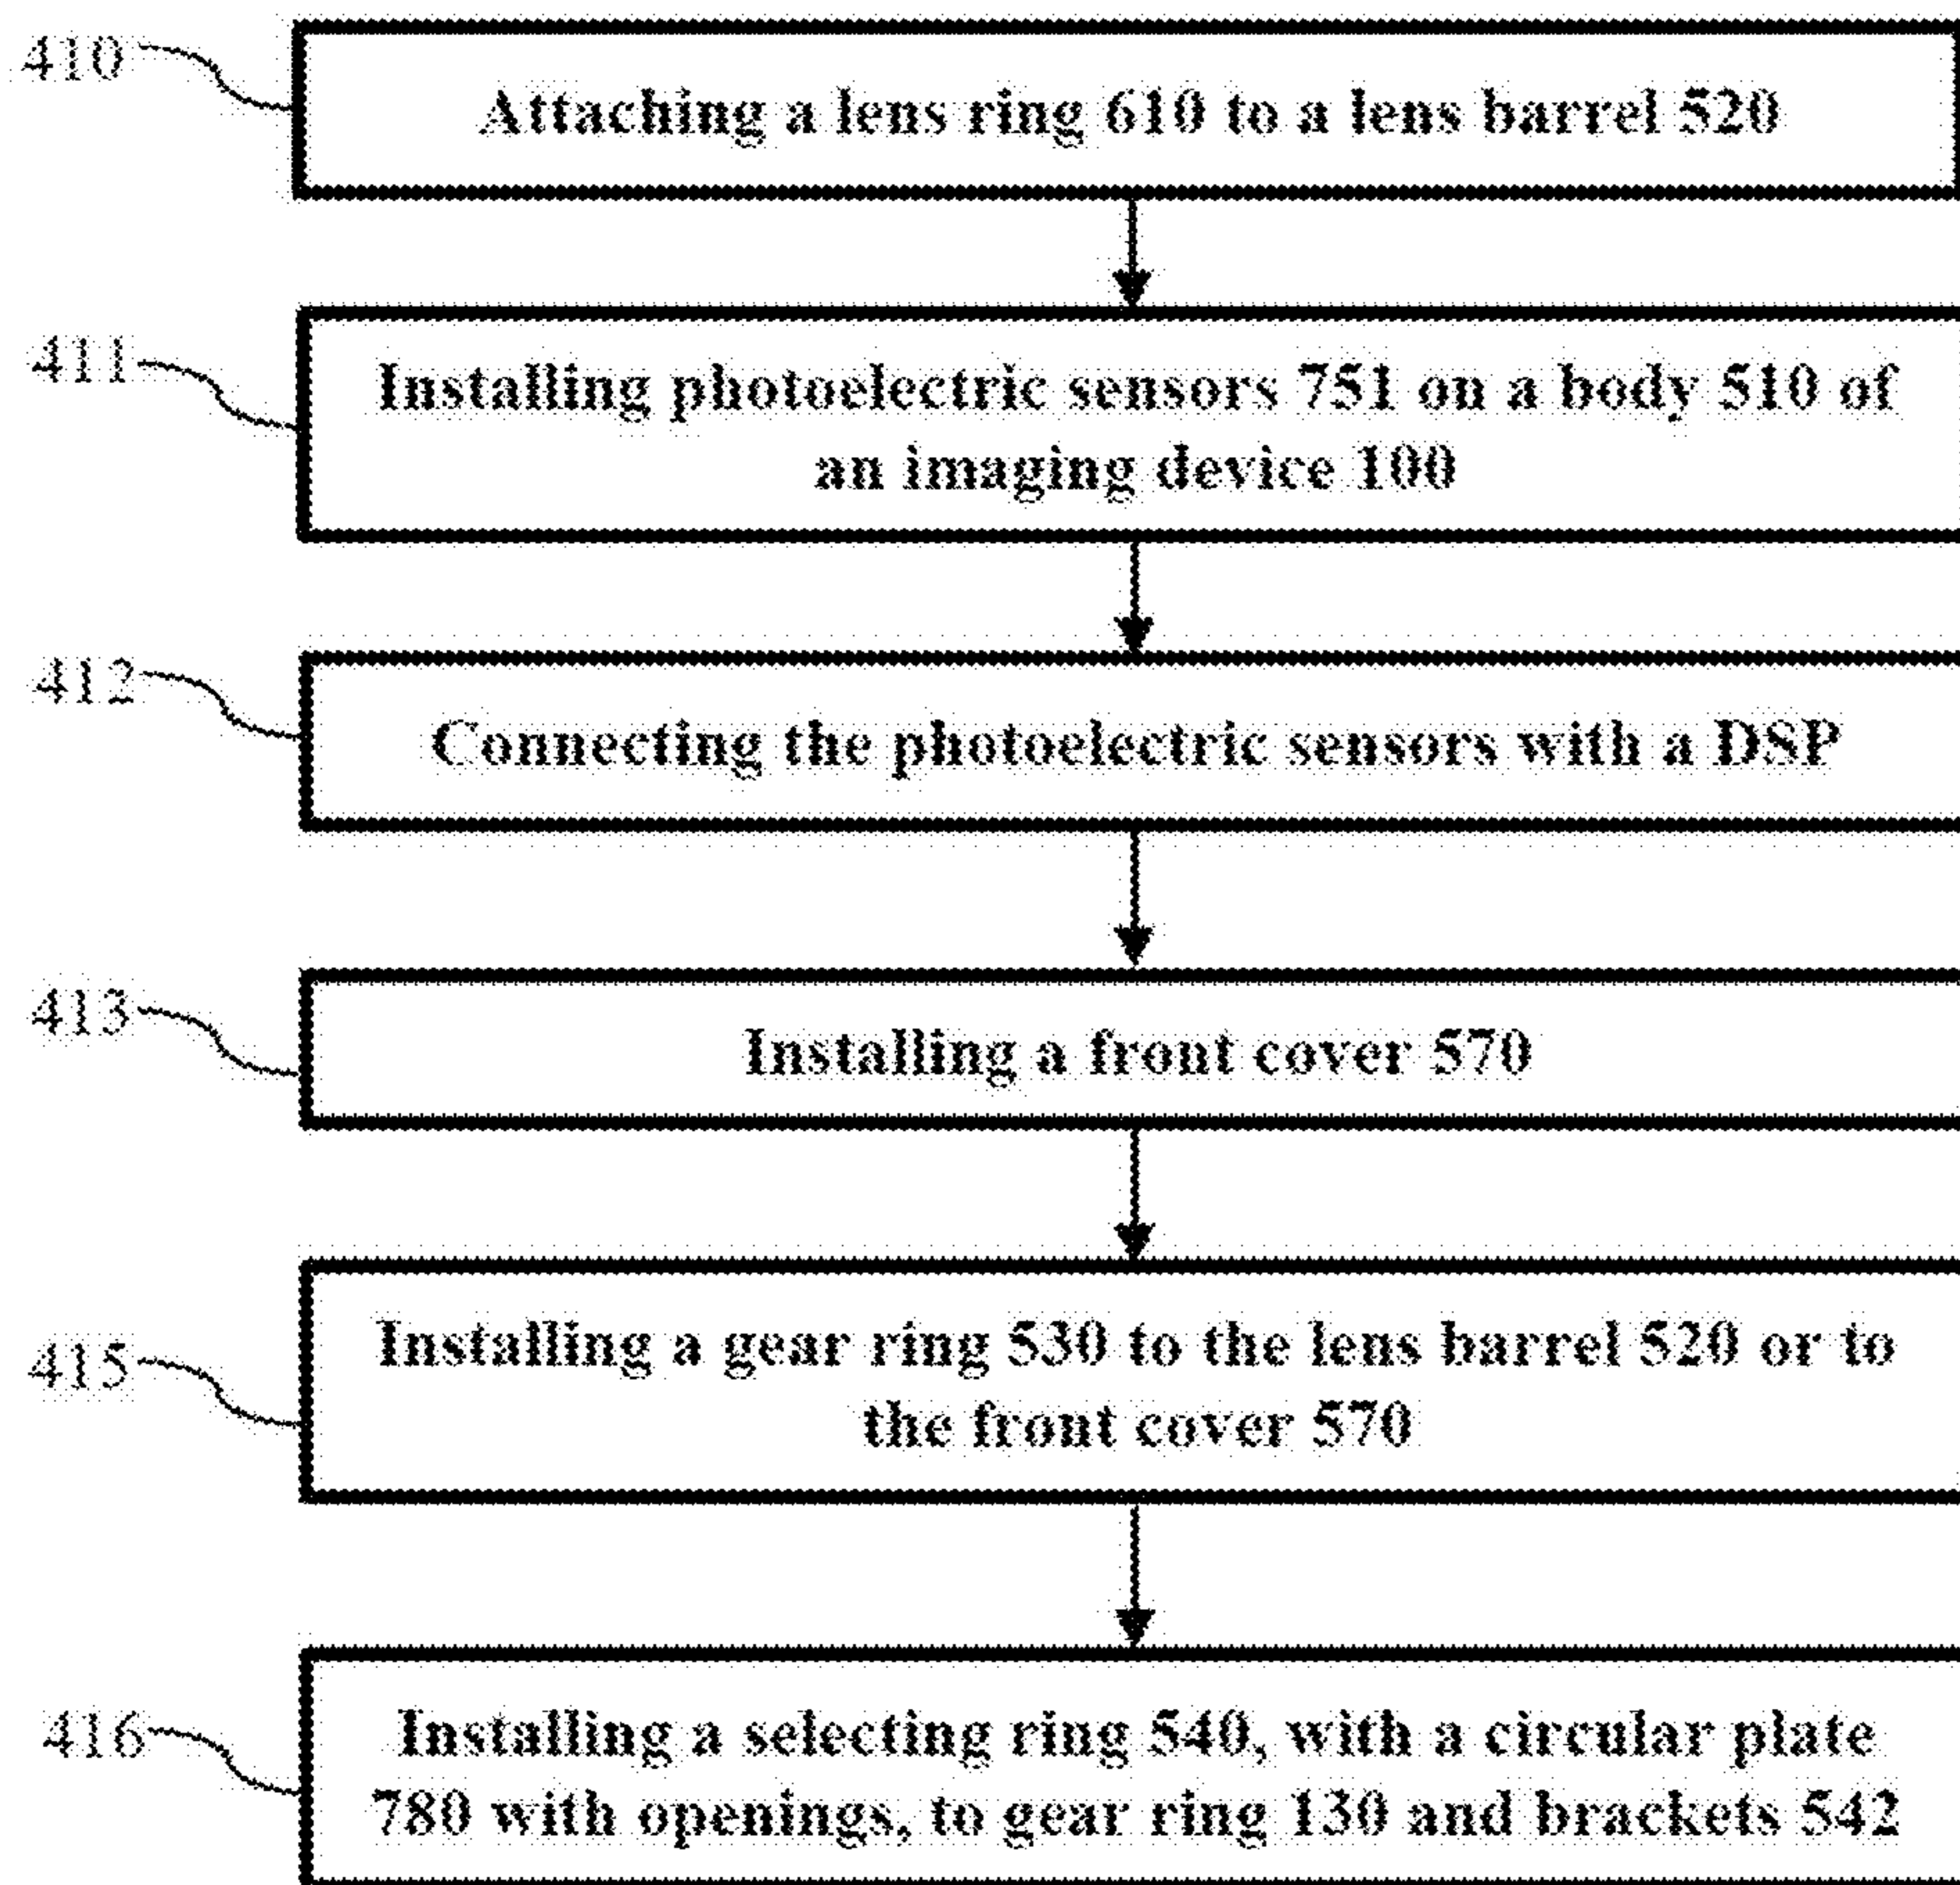 410
Attaching a lens ring 610 to a lens barrel 520
411
Installing photoelectric sensors 751 on a body 510 of
an imaging device 100
412
Connecting the photoelectric sensors with a DSP
413
Installing a front cover 570
415
Installing a gear ring 530 to the lens barrel 520 or to
the front cover 570
416
Installing a selecting ring 540, with a circular plate
780 with openings, to gear ring 130 and brackets 542